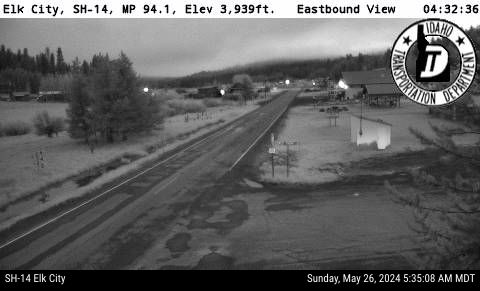 Elk City, SH-14, MP 94.1, Elev 3,939ft. Eastbound View 04:32:36
IDAHO
TRANSPORTATION DEPARTMENT
SH-14 Elk City Sunday, May 26, 2024 5:35:08 AM MDT